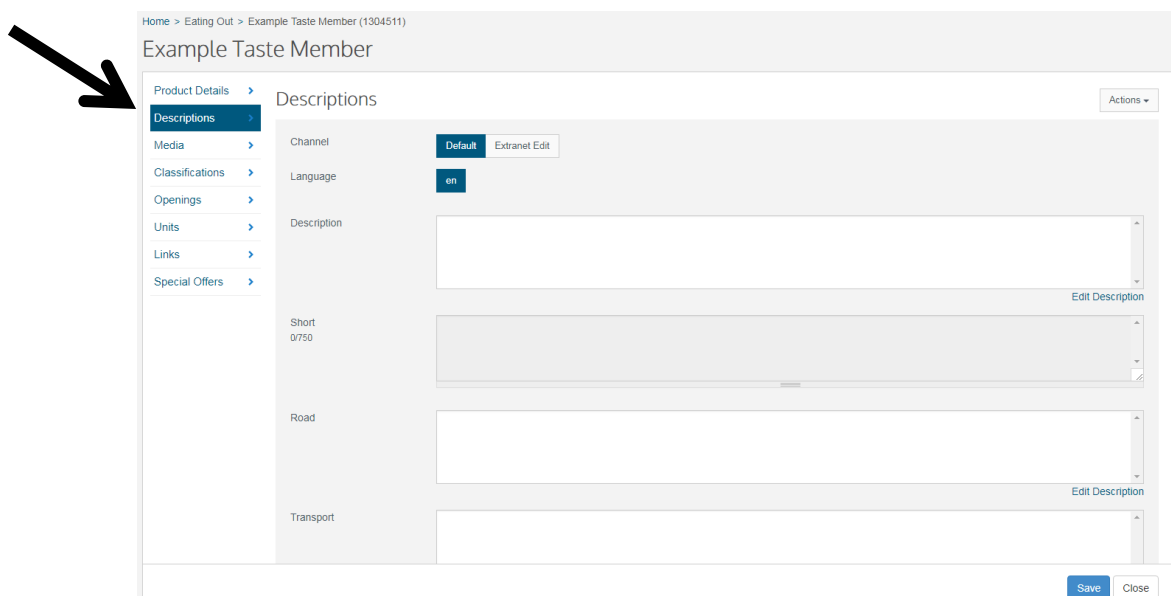 Home > Eating Out > Example Taste Member (1304511)
Example Taste Member
Product Details
Descriptions
Media
Classifications
Openings
Units
Links
Special Offers
Descriptions
Actions
Channel
Default Extranet Edit
Language
en
Description
Edit Description
Short
0/750
Road
Edit Description
Transport
Save Close